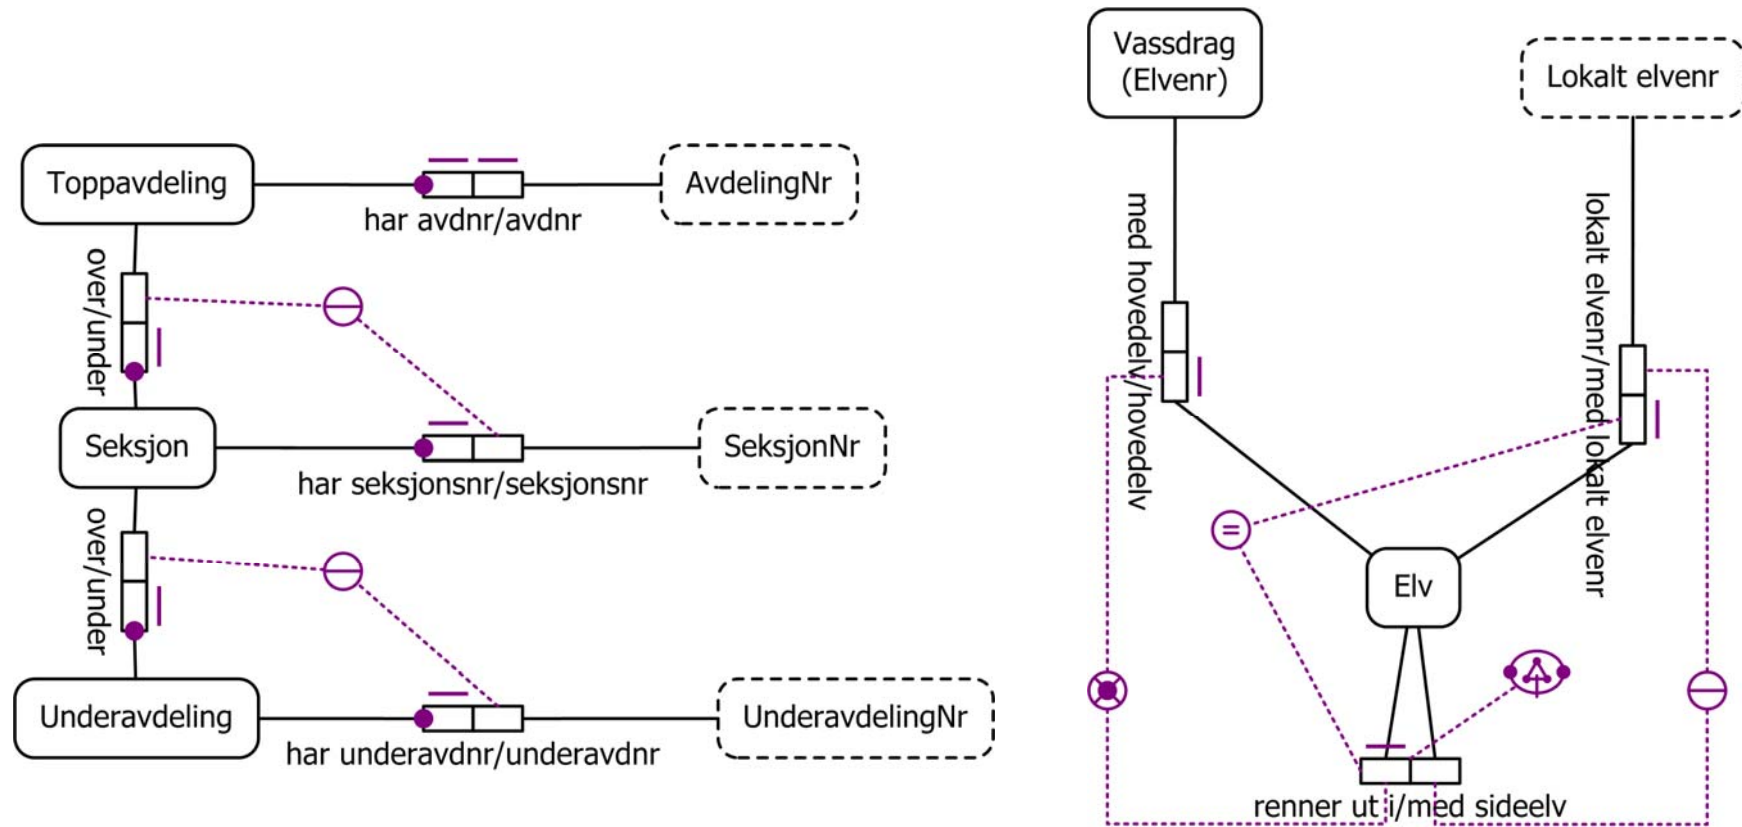 Toppavdeling
har avdnr/avdnr
AvdelingNr
over/under
Seksjon
har seksjonsnr/seksjonsnr
SeksjonNr
over/under
Underavdeling
har underavdnr/underavdnr
UnderavdelingNr
Vassdrag
(Elvenr)
Lokalt elvenr
med hovedelv/hovedelv
lokalt elvenr/med lokalt elvenr
=
Elv
renner ut i/med sideelv